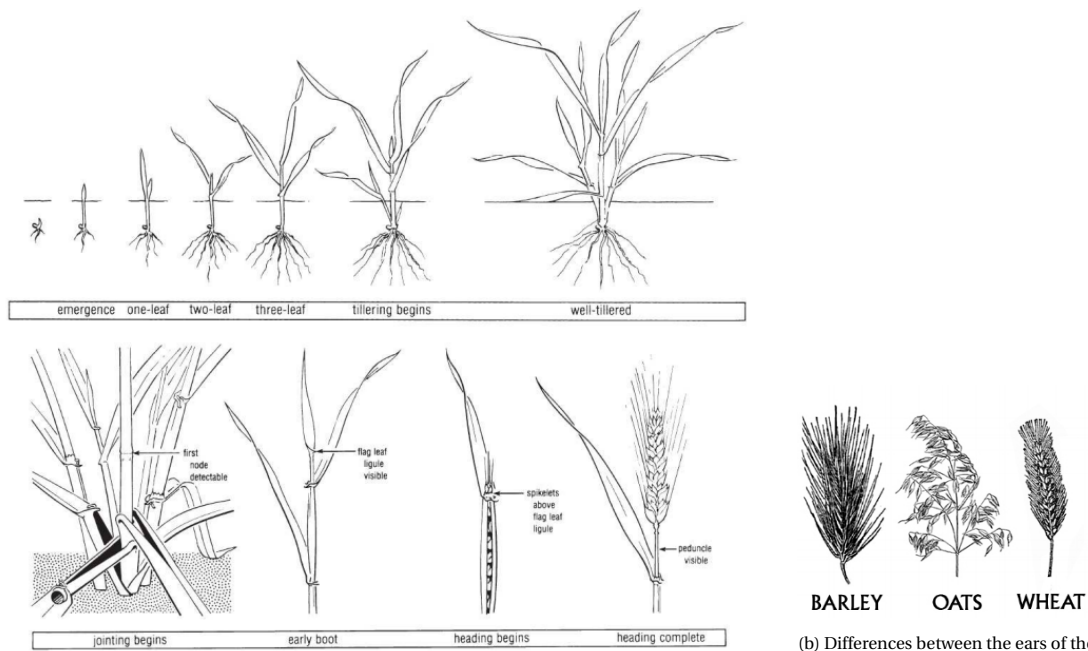 emergence one-leaf two-leaf three-leaf tillering begins well-tillered
first
node
detectable
flag leaf
ligule
visible
spikelets
above
flag leaf
ligule
peduncle
visible
jointing begins early boot heading begins heading complete
BARLEY OATS WHEAT
(b) Differences between the ears of the